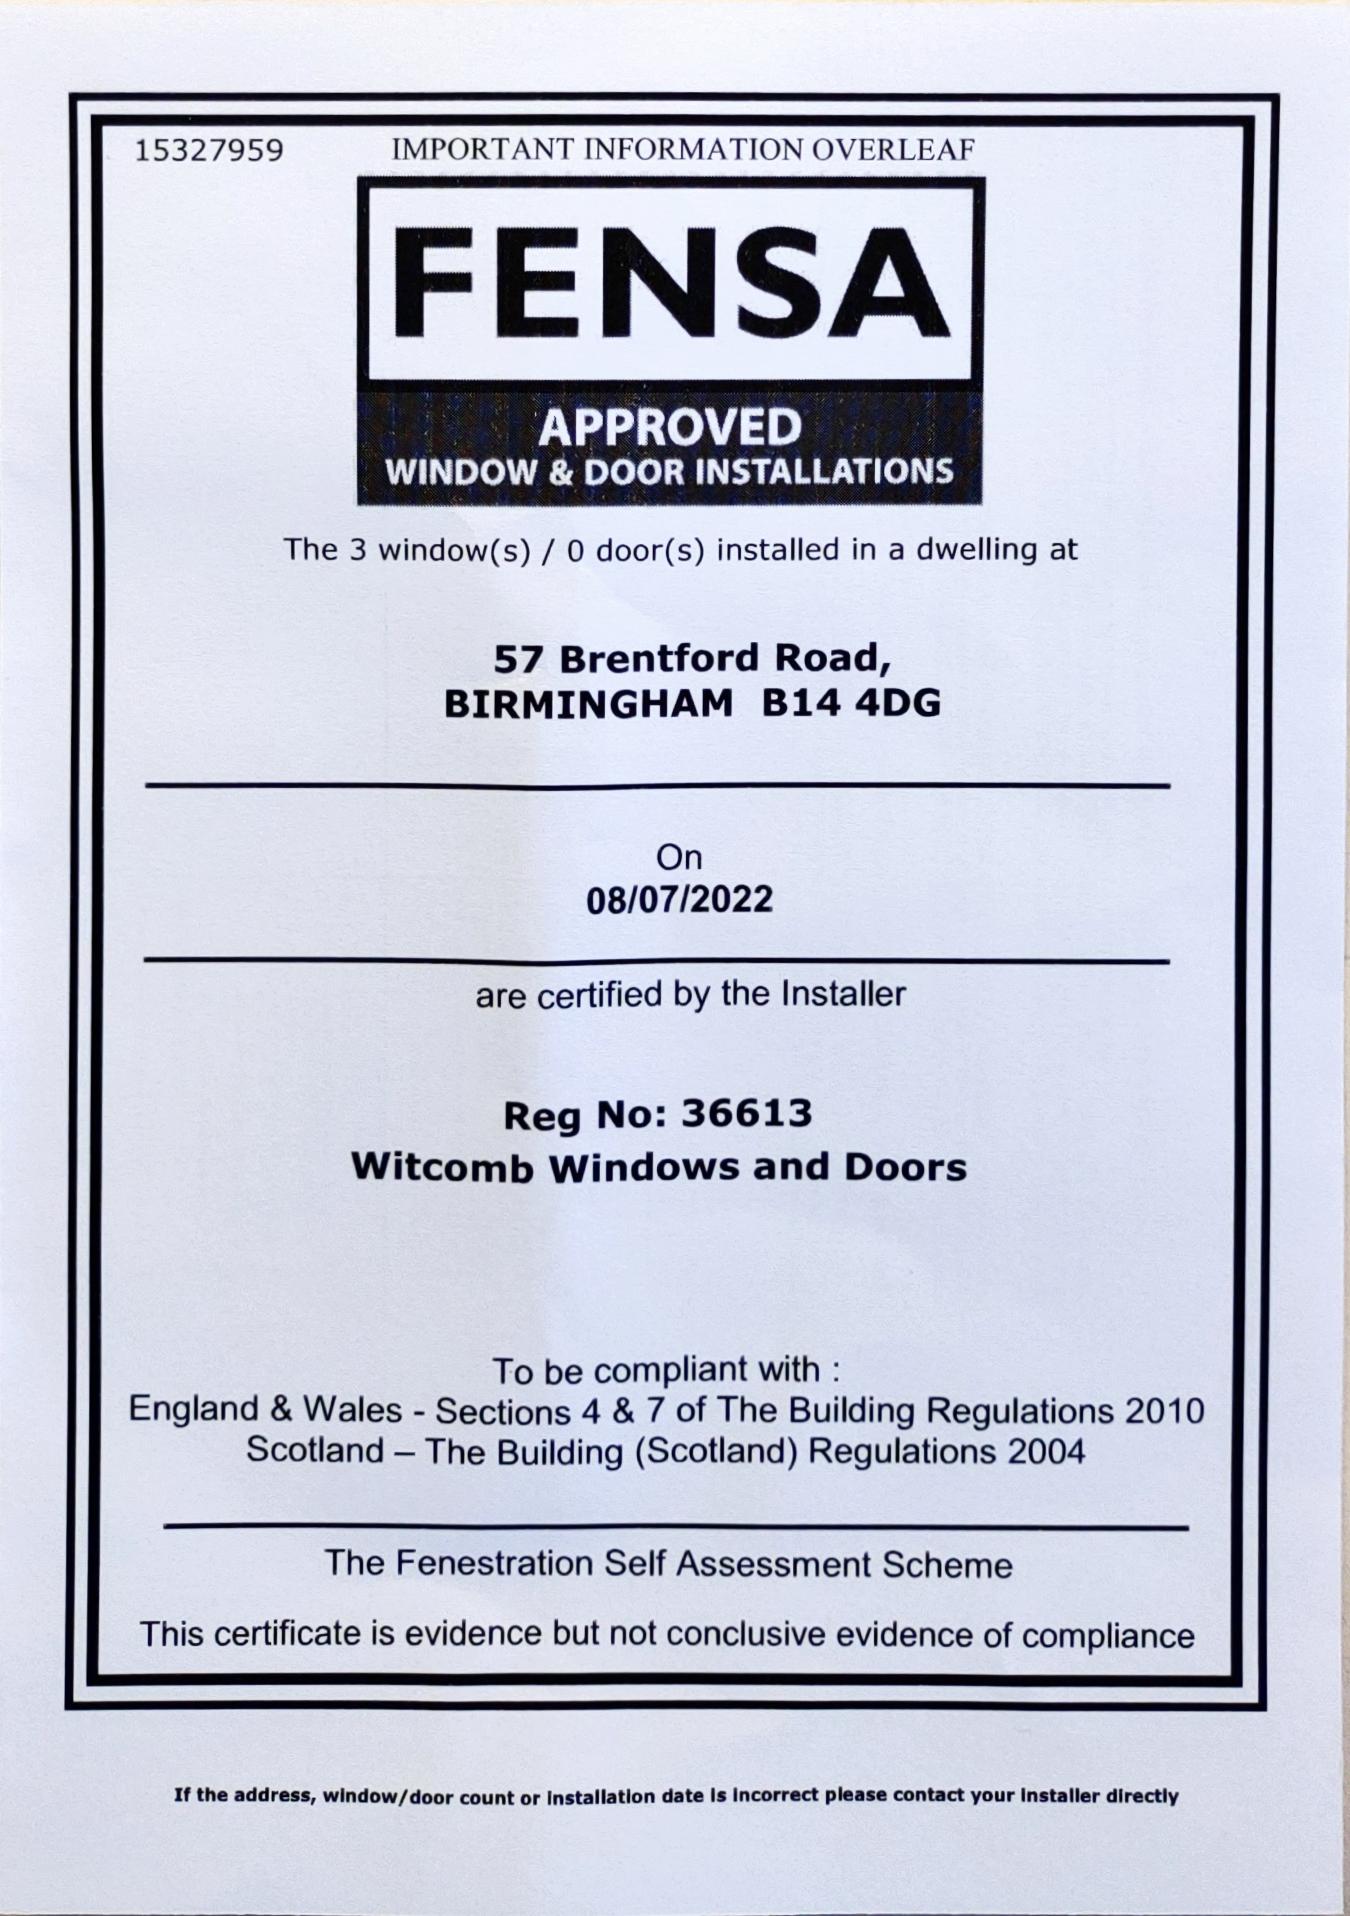 15327959 IMPORTANT INFORMATION OVERLEAF
FENSA
APPROVED
WINDOW & DOOR INSTALLATIONS
The 3 window(s) / 0 door(s) installed in a dwelling at
57 Brentford Road,
BIRMINGHAM B14 4DG
On
08/07/2022
are certified by the Installer
Reg No: 36613
Witcomb Windows and Doors
To be compliant with :
England & Wales - Sections 4 & 7 of The Building Regulations 2010
Scotland – The Building (Scotland) Regulations 2004
The Fenestration Self Assessment Scheme
This certificate is evidence but not conclusive evidence of compliance
If the address, window/door count or installation date is incorrect please contact your installer directly